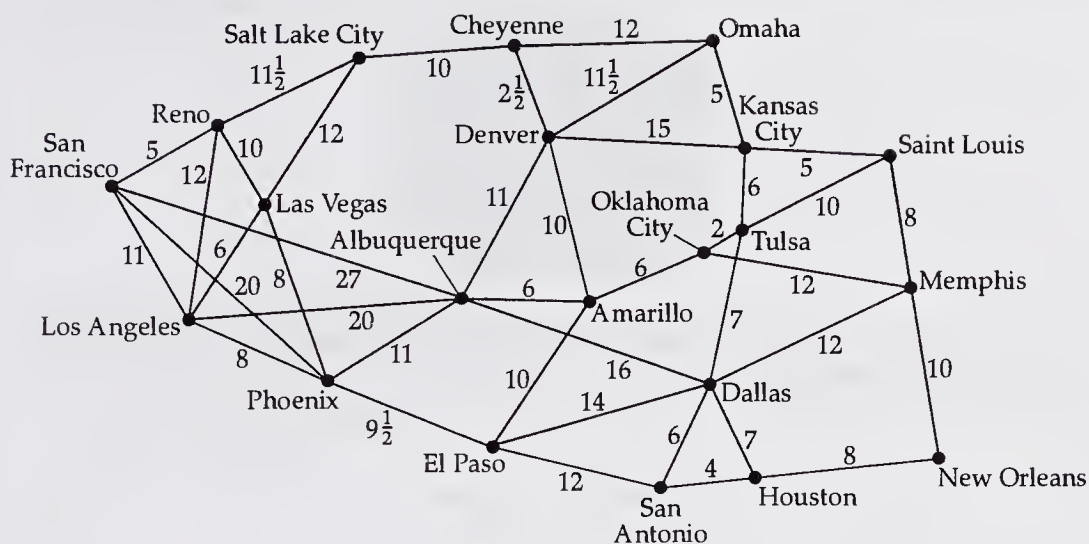 Cheyenne
12
Omaha
Salt Lake City
10
11½
11½
2½
5
Kansas
City
Reno
Denver
15
Saint Louis
San
Francisco
5
10
12
12
5
6
Oklahoma
City
10
Las Vegas
11
10
2
Tulsa
8
Albuquerque
11
6
20
8
27
6
6
12
Memphis
Los Angeles
20
Amarillo
7
8
11
12
10
16
10
Phoenix
14
Dallas
9½
6
7
El Paso
8
New Orleans
12
4
Houston
San
Antonio